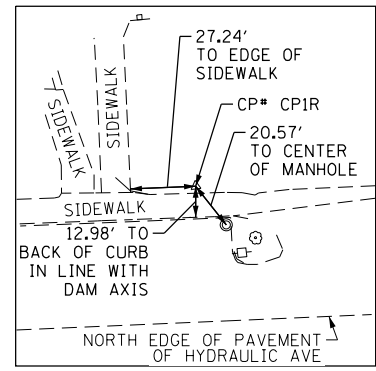 27.24'
TO EDGE OF
SIDEWALK
CP# CP1R
20.57'
TO CENTER
OF MANHOLE
SIDEWALK
SIDEWALK
SIDEWALK
12.98' TO
BACK OF CURB
IN LINE WITH
DAM AXIS
NORTH EDGE OF PAVEMENT
OF HYDRAULIC AVE